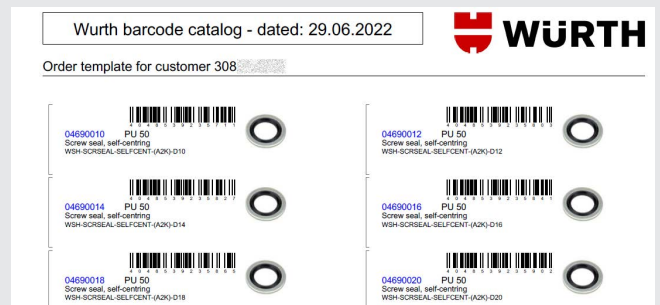 Wurth barcode catalog - dated: 29.06.2022
WÜRTH
Order template for customer 308
04690010 PU 50
Screw seal, self-centring
WSH-SCRSEAL-SELFCENT-(A2K)-D10
04690012 PU 50
Screw seal, self-centring
WSH-SCRSEAL-SELFCENT-(A2K)-D12
04690014 PU 50
Screw seal, self-centring
WSH-SCRSEAL-SELFCENT-(A2K)-D14
04690016 PU 50
Screw seal, self-centring
WSH-SCRSEAL-SELFCENT-(A2K)-D16
04690018 PU 50
Screw seal, self-centring
WSH-SCRSEAL-SELFCENT-(A2K)-D18
04690020 PU 50
Screw seal, self-centring
WSH-SCRSEAL-SELFCENT-(A2K)-D20